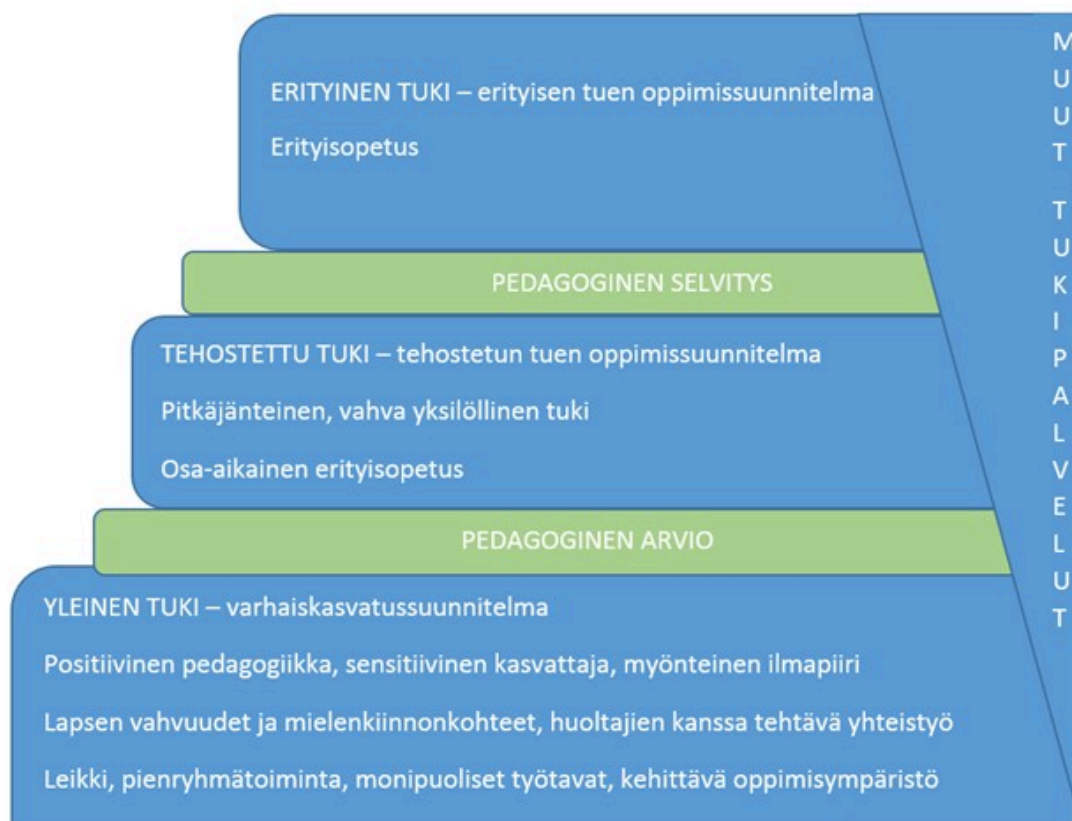 ERITYINEN TUKI – erityisen tuen oppimissuunnitelma
Erityisopetus
PEDAGOGINEN SELVITYS
TEHOSTETTU TUKI – tehostetun tuen oppimissuunnitelma
Pitkäjänteinen, vahva yksilöllinen tuki
Osa-aikainen erityisopetus
PEDAGOGINEN ARVIO
YLEINEN TUKI – varhaiskasvatussuunnitelma
Positiivinen pedagogiikka, sensitiivinen kasvattaja, myönteinen ilmapiiri
Lapsen vahvuudet ja mielenkiinnonkohteet, huoltajien kanssa tehtävä yhteistyö
Leikki, pienryhmätoiminta, monipuoliset työtavat, kehittävä oppimisympäristö
MUUT TUKIPALVELUT